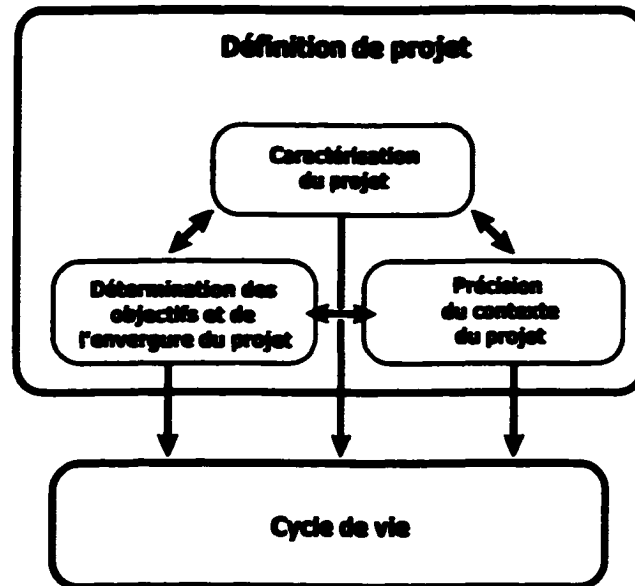 Définition de projet
Caractérisation
du projet
Détermination des
objectifs et de
l'envergure du projet
Précision
du contexte
du projet
Cycle de vie